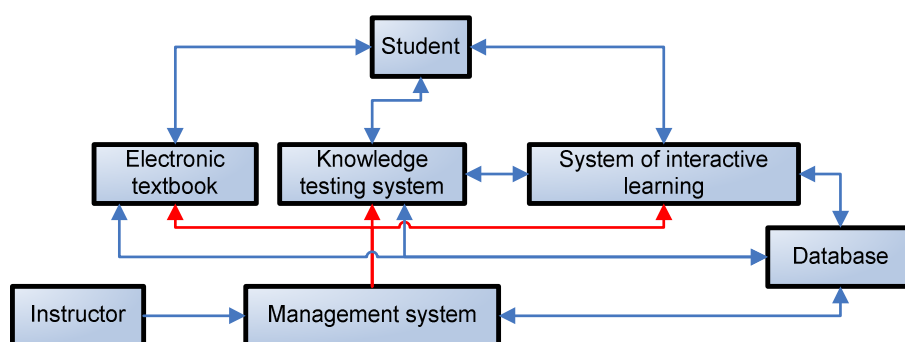 Student
Electronic
textbook
Knowledge
testing system
System of interactive
learning
Database
Instructor
Management system